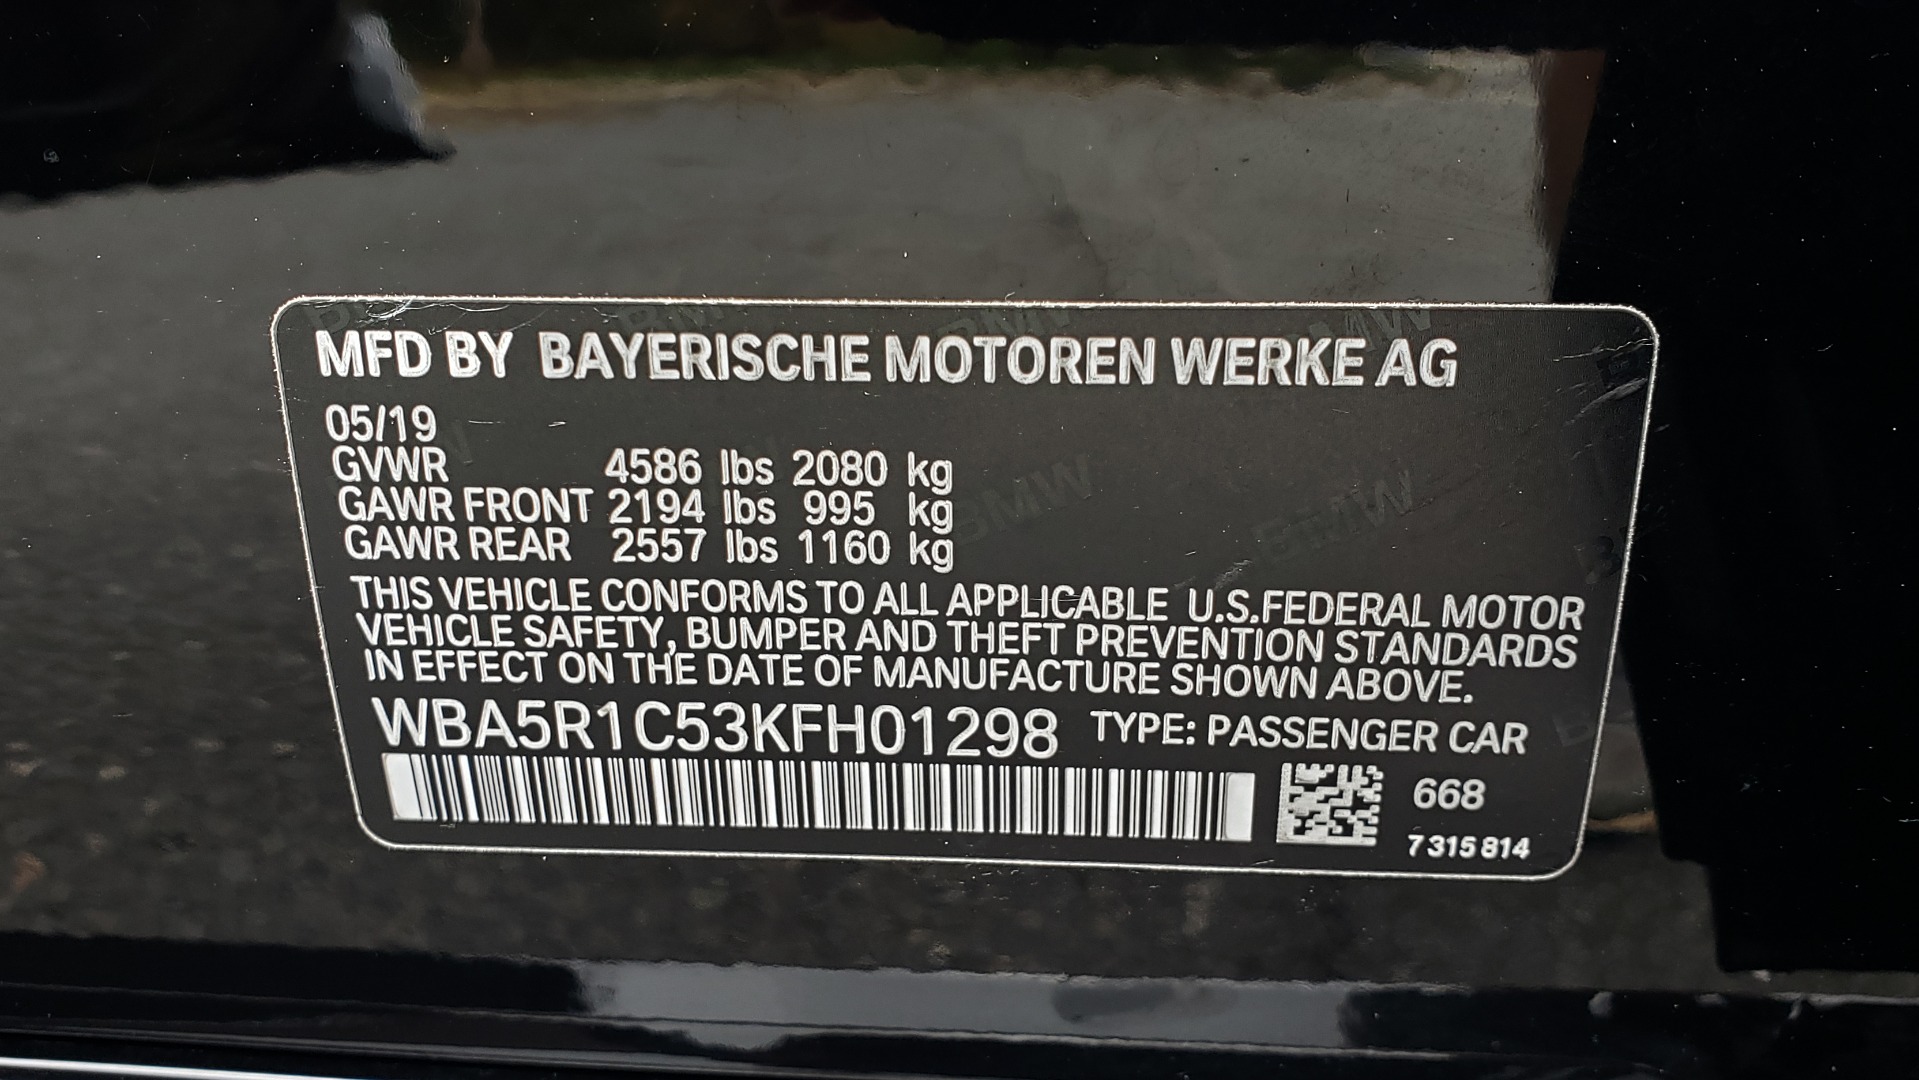 MFD BY BAYERISCHE MOTOREN WERKE AG
05/19
GVWR 4586 lbs 2080 kg
GAWR FRONT 2194 lbs 995 kg
GAWR REAR 2557 lbs 1160 kg
THIS VEHICLE CONFORMS TO ALL APPLICABLE U.S.FEDERAL MOTOR
VEHICLE SAFETY, BUMPER AND THEFT PREVENTION STANDARDS
IN EFFECT ON THE DATE OF MANUFACTURE SHOWN ABOVE.
WBA5R1C53KFH01298 TYPE: PASSENGER CAR
668
7 315 814